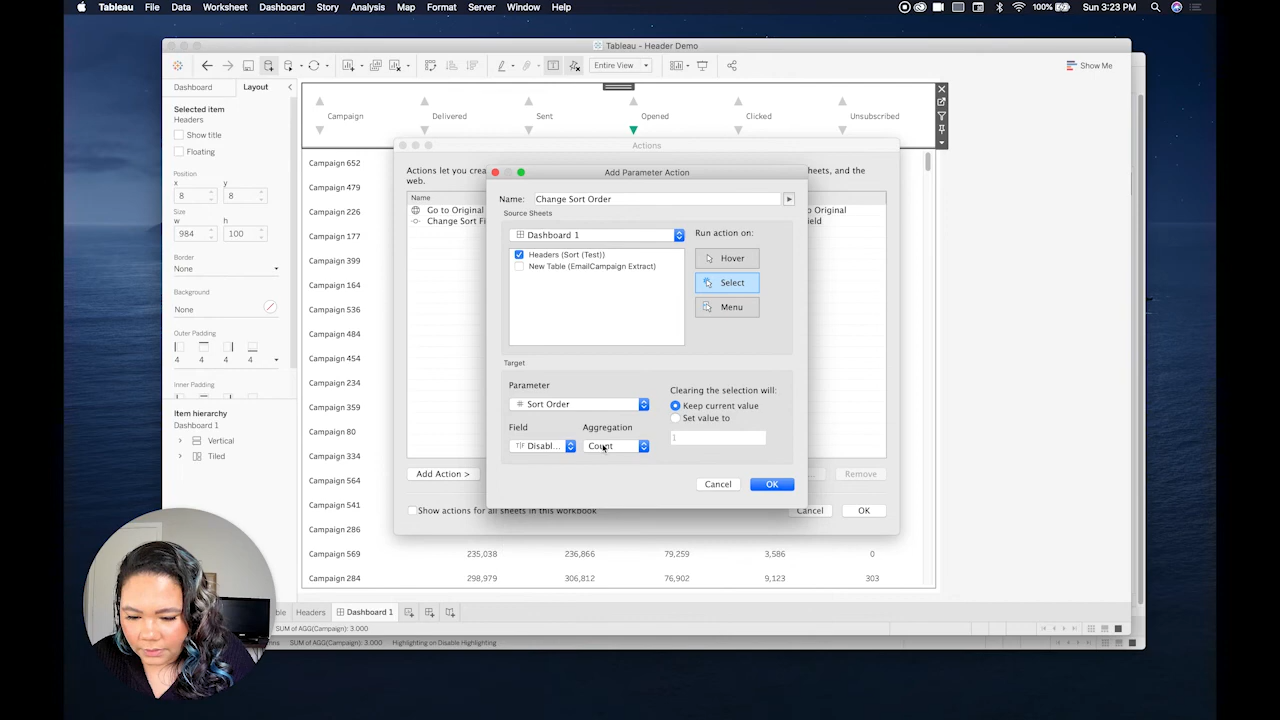 Tableau File Data Worksheet Dashboard Story Analysis Map Format Server Window Help 100% Sun 3:23 PM
Tableau - Header Demo
Entire View Show Me
Dashboard Layout
Selected item
Headers
Show title
Floating
Position
x y
8 8
Size
w h
984 100
Border
None
Background
None
Outer Padding
4 4 4 4
Inner Padding
Item hierarchy
Dashboard 1
Vertical
Tiled
Campaign Delivered Sent Opened Clicked Unsubscribed
Campaign 652
Campaign 479
Campaign 226
Campaign 177
Campaign 399
Campaign 164
Campaign 536
Campaign 484
Campaign 454
Campaign 234
Campaign 359
Campaign 80
Campaign 334
Campaign 564
Campaign 541
Campaign 286
Campaign 569 235,038 236,866 79,259 3,586 0
Campaign 284 298,979 306,812 76,902 9,123 303
Actions
Actions let you crea sheets, and the
web.
Name
Go to Original o Original
Change Sort Fi ield
Add Action > Remove
Show actions for all sheets in this workbook
Cancel OK
Add Parameter Action
Name: Change Sort Order
Source Sheets
Dashboard 1
Headers (Sort (Test))
New Table (EmailCampaign Extract)
Run action on:
Hover
Select
Menu
Target
Parameter
Sort Order
Field Aggregation
Disabl... Count
Clearing the selection will:
Keep current value
Set value to
1
Cancel OK
ble Headers Dashboard 1
SUM of AGG(Campaign): 3.000
ns SUM of AGG(Campaign): 3.000 Highlighting on Disable Highlighting